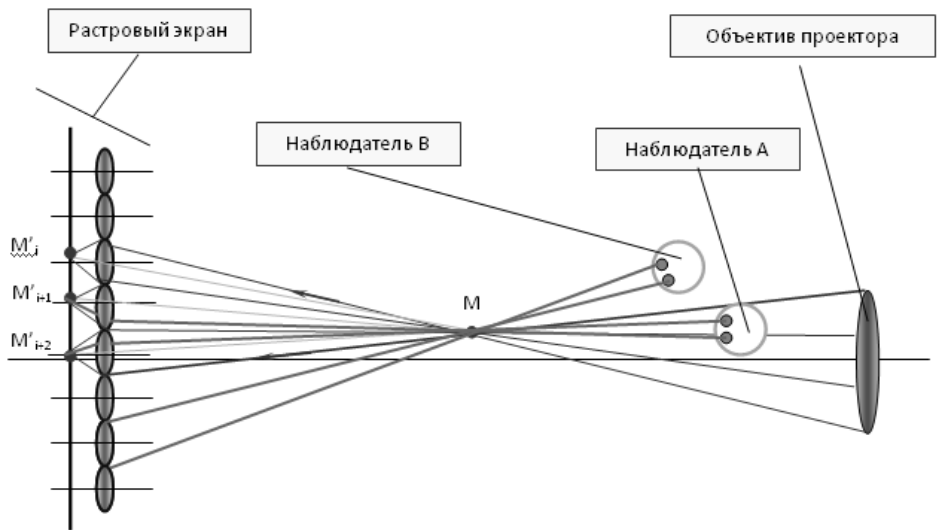 Растровый экран
Объектив проектора
Наблюдатель В
Наблюдатель А
M'i
M'i+1
M'i+2
M